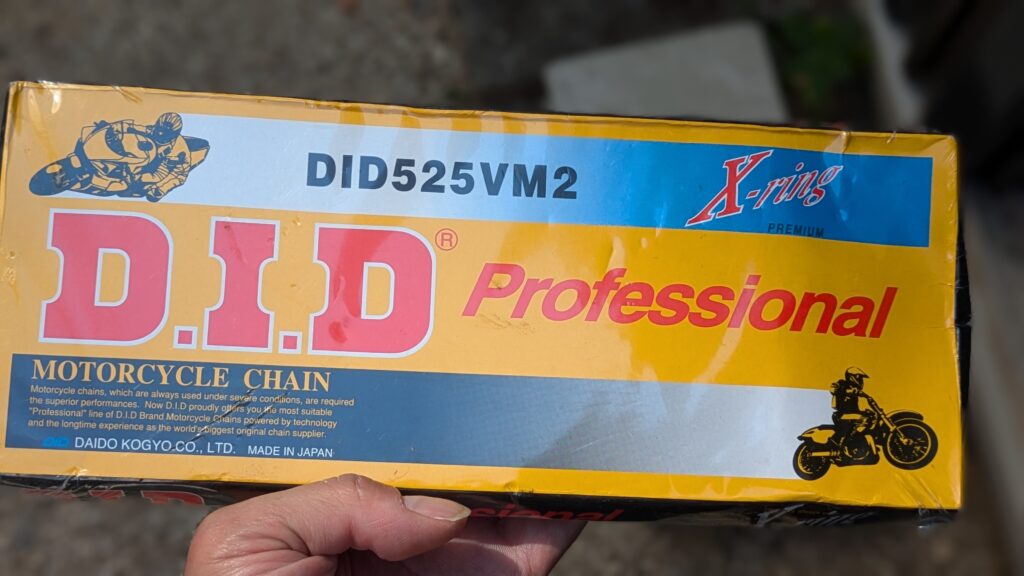 DID525VM2
X-ring
PREMIUM
D.I.D®
Professional
MOTORCYCLE CHAIN
Motorcycle chains, which are always used under severe conditions, are required
the superior performances. Now D.I.D proudly offers you the most suitable
"Professional" line of D.I.D Brand Motorcycle Chains powered by technology
and the longtime experience as the world's biggest original chain supplier.
DID DAIDO KOGYO CO., LTD. MADE IN JAPAN